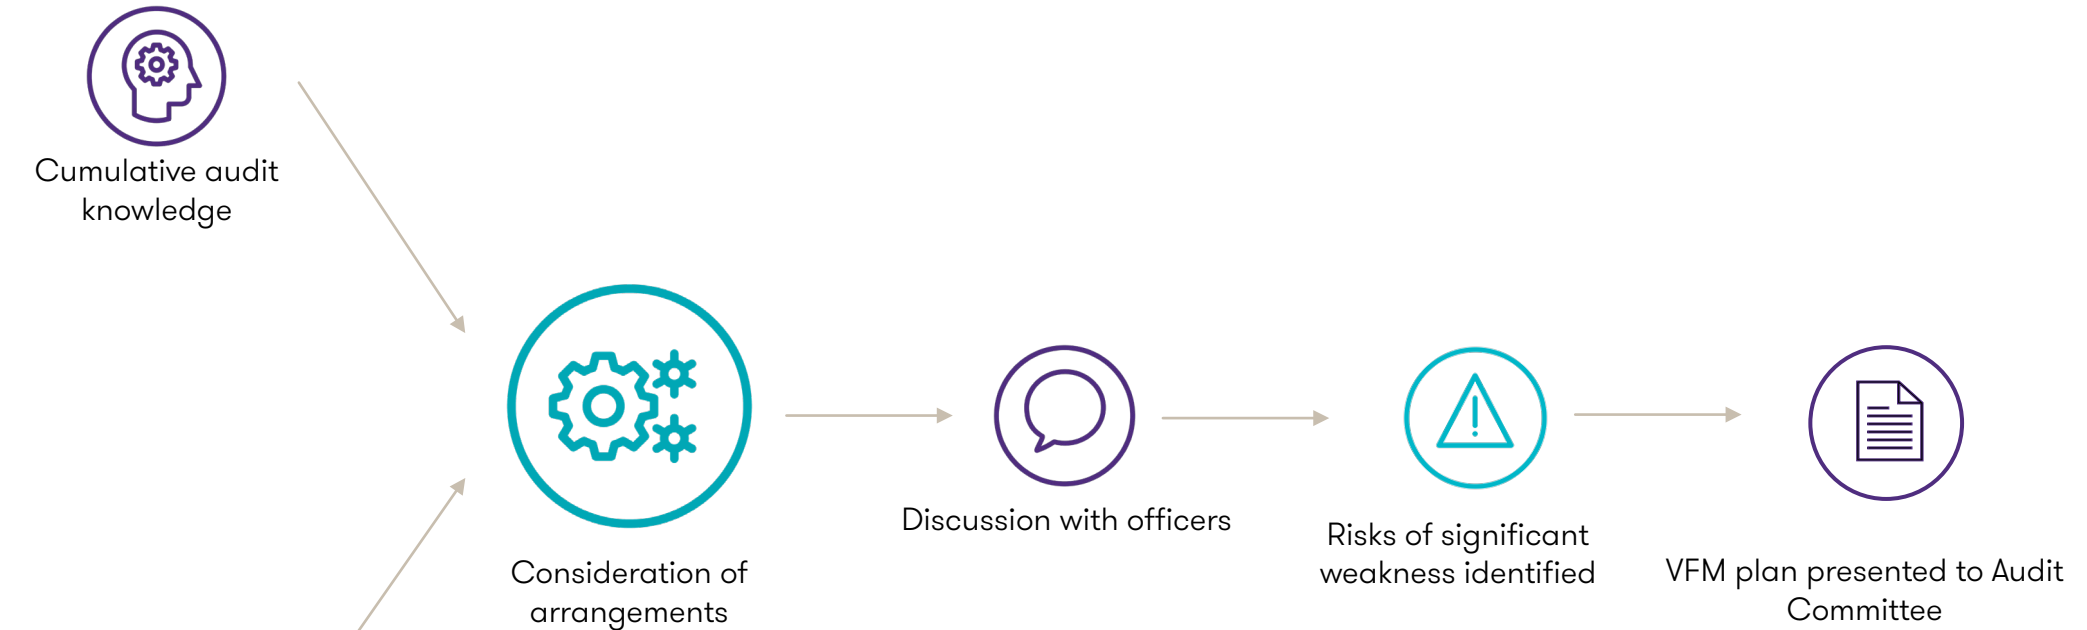 Cumulative audit
knowledge
Consideration of
arrangements
Discussion with officers
Risks of significant
weakness identified
VFM plan presented to Audit
Committee